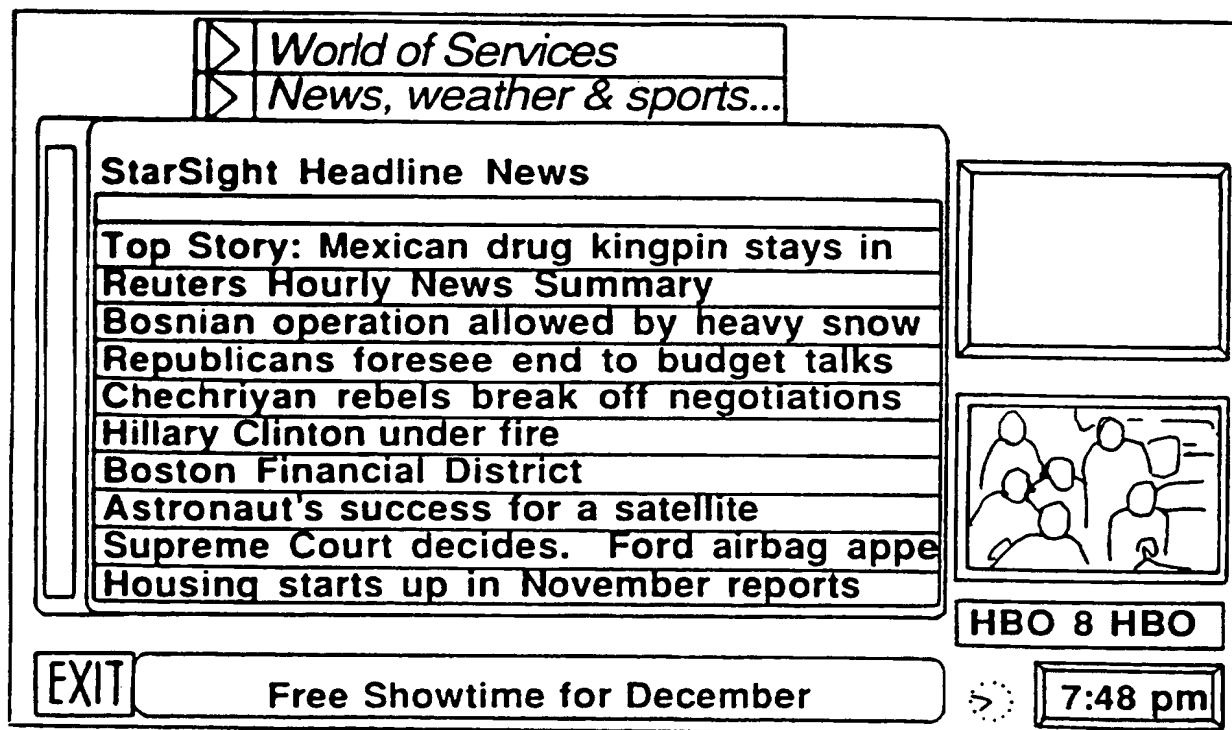 World of Services
News, weather & sports...
StarSight Headline News
Top Story: Mexican drug kingpin stays in
Reuters Hourly News Summary
Bosnian operation allowed by heavy snow
Republicans foresee end to budget talks
Chechriyan rebels break off negotiations
Hillary Clinton under fire
Boston Financial District
Astronaut's success for a satellite
Supreme Court decides. Ford airbag appe
Housing starts up in November reports
HBO 8 HBO
EXIT
Free Showtime for December
7:48 pm